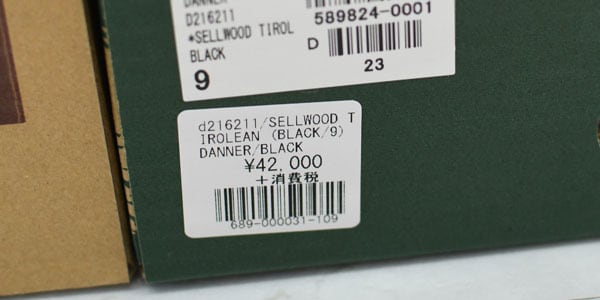 DANNER
D216211
*SELLWOOD TIROL
BLACK
9
589824-0001
D
23
d216211/SELLWOOD T
IROLEAN (BLACK/9)
DANNER/BLACK
¥42,000
+消費税
689-000031-109